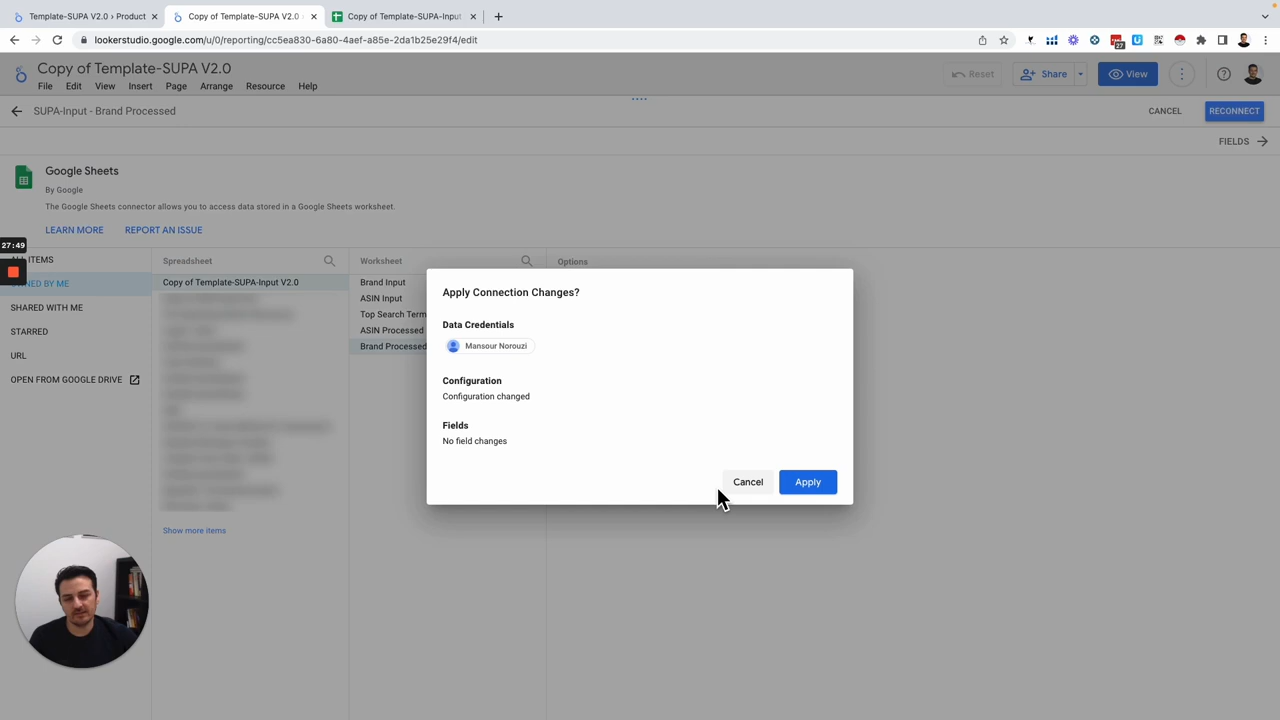 Template-SUPA V2.0 › Product
Copy of Template-SUPA V2.0
Copy of Template-SUPA-Input
lookerstudio.google.com/u/0/reporting/cc5ea830-6a80-4aef-a85e-2da1b25e29f4/edit
27
Copy of Template-SUPA V2.0
File Edit View Insert Page Arrange Resource Help
Reset
Share
View
SUPA-Input - Brand Processed
CANCEL
RECONNECT
FIELDS
Google Sheets
By Google
The Google Sheets connector allows you to access data stored in a Google Sheets worksheet.
LEARN MORE
REPORT AN ISSUE
27:49
ITEMS
BY ME
SHARED WITH ME
STARRED
URL
OPEN FROM GOOGLE DRIVE
Spreadsheet
Copy of Template-SUPA-Input V2.0
Show more items
Worksheet
Brand Input
ASIN Input
Top Search Term
ASIN Processed
Brand Processed
Options
Apply Connection Changes?
Data Credentials
Mansour Norouzi
Configuration
Configuration changed
Fields
No field changes
Cancel
Apply